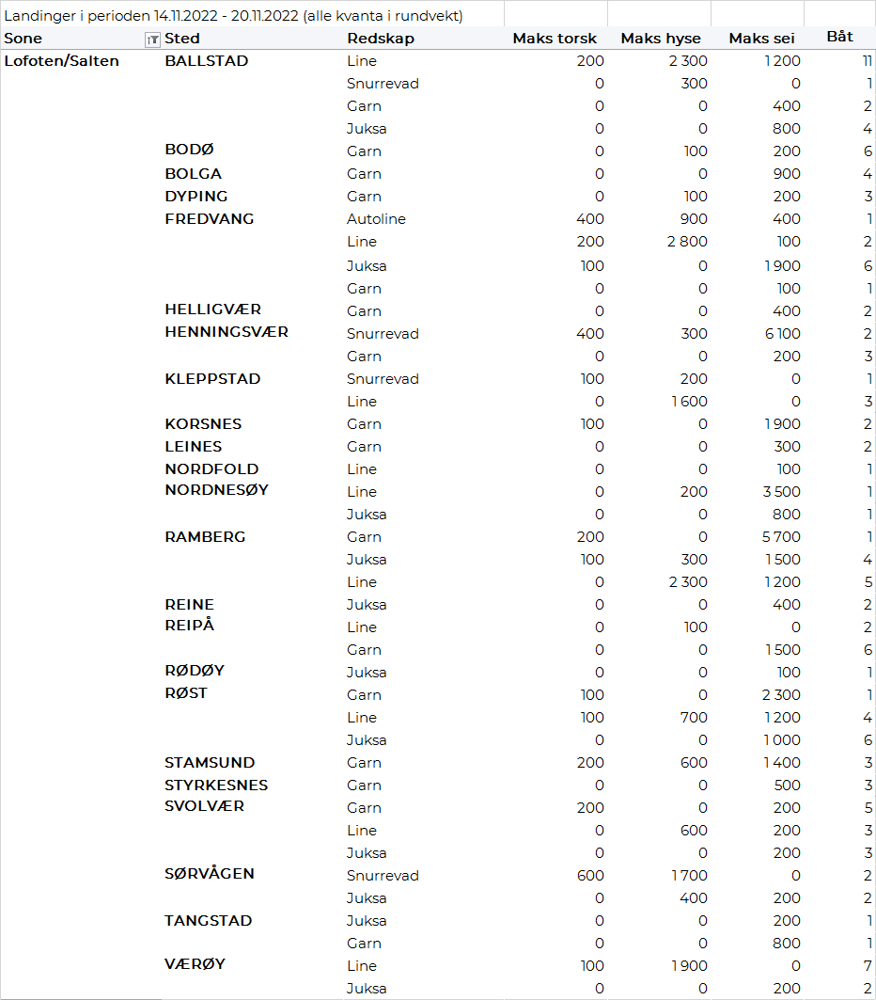 Landinger i perioden 14.11.2022 - 20.11.2022 (alle kvanta i rundvekt)
Sone Sted Redskap Maks torsk Maks hyse Maks sei Båt
Lofoten/Salten BALLSTAD Line 200 2 300 1 200 11
Snurrevad 0 300 0 1
Garn 0 0 400 2
Juksa 0 0 800 4
BODØ Garn 0 100 200 6
BOLGA Garn 0 0 900 4
DYPING Garn 0 100 200 3
FREDVANG Autoline 400 900 400 1
Line 200 2 800 100 2
Juksa 100 0 1 900 6
Garn 0 0 100 1
HELLIGVÆR Garn 0 0 400 2
HENNINGSVÆR Snurrevad 400 300 6 100 2
Garn 0 0 200 3
KLEPPSTAD Snurrevad 100 200 0 1
Line 0 1 600 0 3
KORSNES Garn 100 0 1 900 2
LEINES Garn 0 0 300 2
NORDFOLD Line 0 0 100 1
NORDNESØY Line 0 200 3 500 1
Juksa 0 0 800 1
RAMBERG Garn 200 0 5 700 1
Juksa 100 300 1 500 4
Line 0 2 300 1 200 5
REINE Juksa 0 0 400 2
REIPÅ Line 0 100 0 2
Garn 0 0 1 500 6
RØDØY Juksa 0 0 100 1
RØST Garn 100 0 2 300 1
Line 100 700 1 200 4
Juksa 0 0 1 000 6
STAMSUND Garn 200 600 1 400 3
STYRKESNES Garn 0 0 500 3
SVOLVÆR Garn 200 0 200 5
Line 0 600 200 3
Juksa 0 0 200 3
SØRVÅGEN Snurrevad 600 1 700 0 2
Juksa 0 400 200 2
TANGSTAD Juksa 0 0 200 1
Garn 0 0 800 1
VÆRØY Line 100 1 900 0 7
Juksa 0 0 200 2